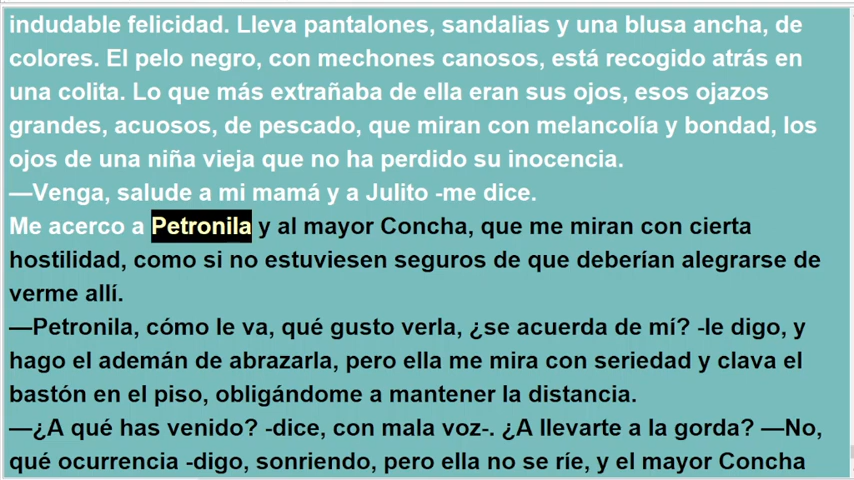 indudable felicidad. Lleva pantalones, sandalias y una blusa ancha, de
colores. El pelo negro, con mechones canosos, está recogido atrás en
una colita. Lo que más extrañaba de ella eran sus ojos, esos ojazos
grandes, acuosos, de pescado, que miran con melancolía y bondad, los
ojos de una niña vieja que no ha perdido su inocencia.
—Venga, salude a mi mamá y a Julito -me dice.
Me acerco a Petronila y al mayor Concha, que me miran con cierta
hostilidad, como si no estuviesen seguros de que deberían alegrarse de
verme allí.
—Petronila, cómo le va, qué gusto verla, ¿se acuerda de mí? -le digo, y
hago el ademán de abrazarla, pero ella me mira con seriedad y clava el
bastón en el piso, obligándome a mantener la distancia.
—¿A qué has venido? -dice, con mala voz-. ¿A llevarte a la gorda? —No,
qué ocurrencia -digo, sonriendo, pero ella no se ríe, y el mayor Concha